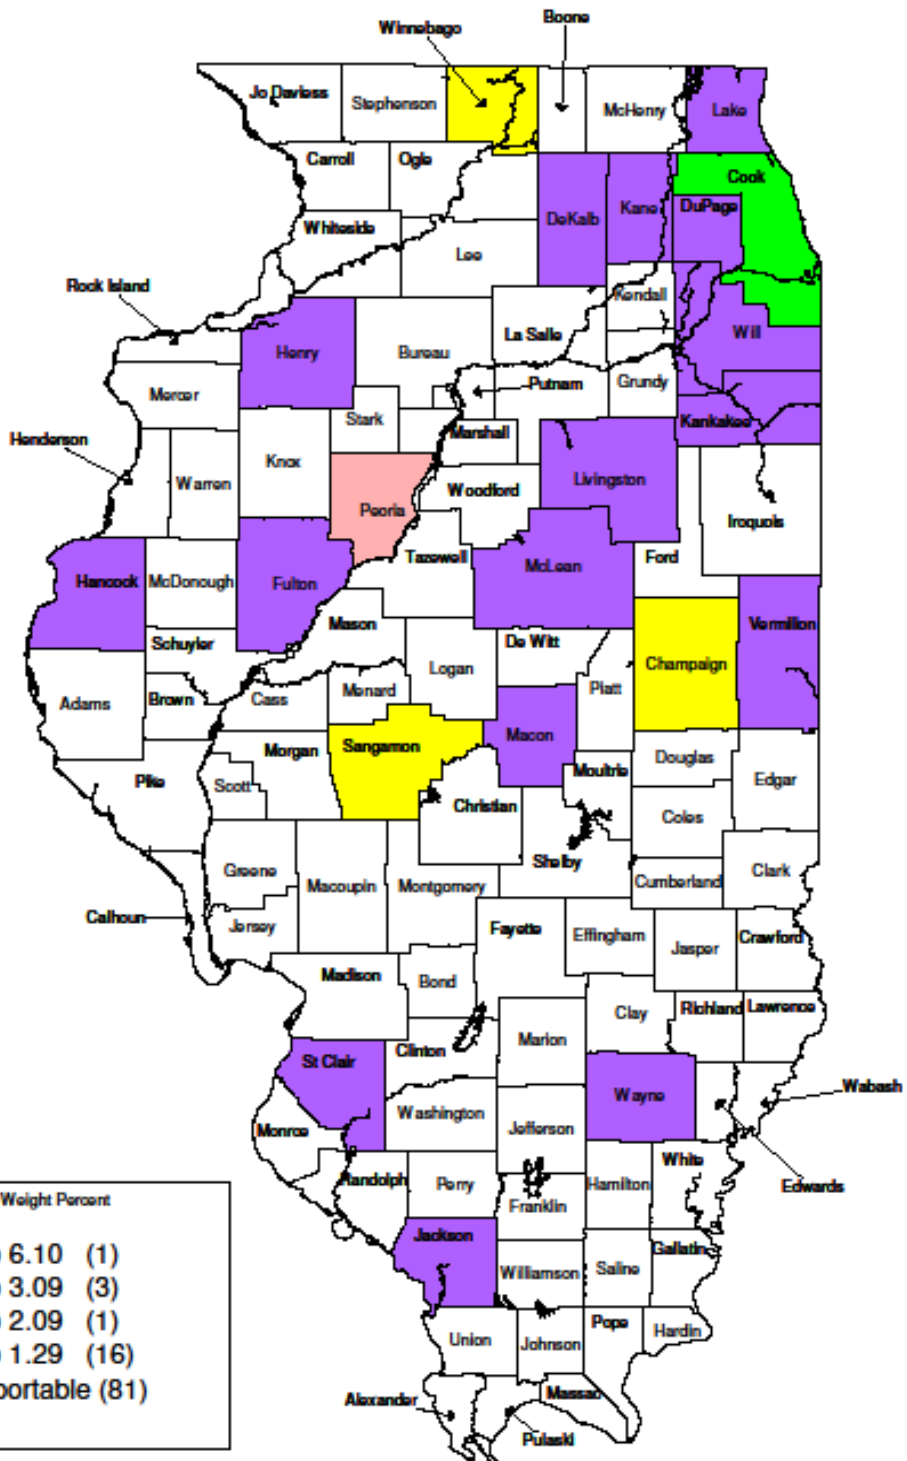 Boone
Winnebago
Jo Daviess
Stephenson
McHenry
Lake
Carroll
Ogle
Cook
DeKalb
Kane
DuPage
Whiteside
Lee
Rock Island
Kendall
Henry
Bureau
La Salle
Will
Mercer
Putnam
Grundy
Stark
Kankakee
Henderson
Marshall
Knox
Warren
Woodford
Livingston
Peoria
Iroquois
Tazewell
Ford
Hancock
McDonough
Fulton
McLean
Mason
Vermilion
Schuyler
De Witt
Logan
Champaign
Adams
Brown
Cass
Menard
Piatt
Morgan
Sangamon
Macon
Pike
Scott
Moultrie
Douglas
Edgar
Christian
Coles
Shelby
Greene
Macoupin
Montgomery
Cumberland
Clark
Calhoun
Jersey
Fayette
Effingham
Jasper
Crawford
Madison
Bond
Clay
Richland
Lawrence
Marion
St Clair
Clinton
Wayne
Wabash
Washington
Jefferson
Monroe
White
Randolph
Perry
Hamilton
Edwards
Franklin
Jackson
Gallatin
Williamson
Saline
Union
Johnson
Pope
Hardin
Alexander
Massac
Pulaski
Weight Percent
6.10 (1)
3.09 (3)
2.09 (1)
1.29 (16)
portable (81)